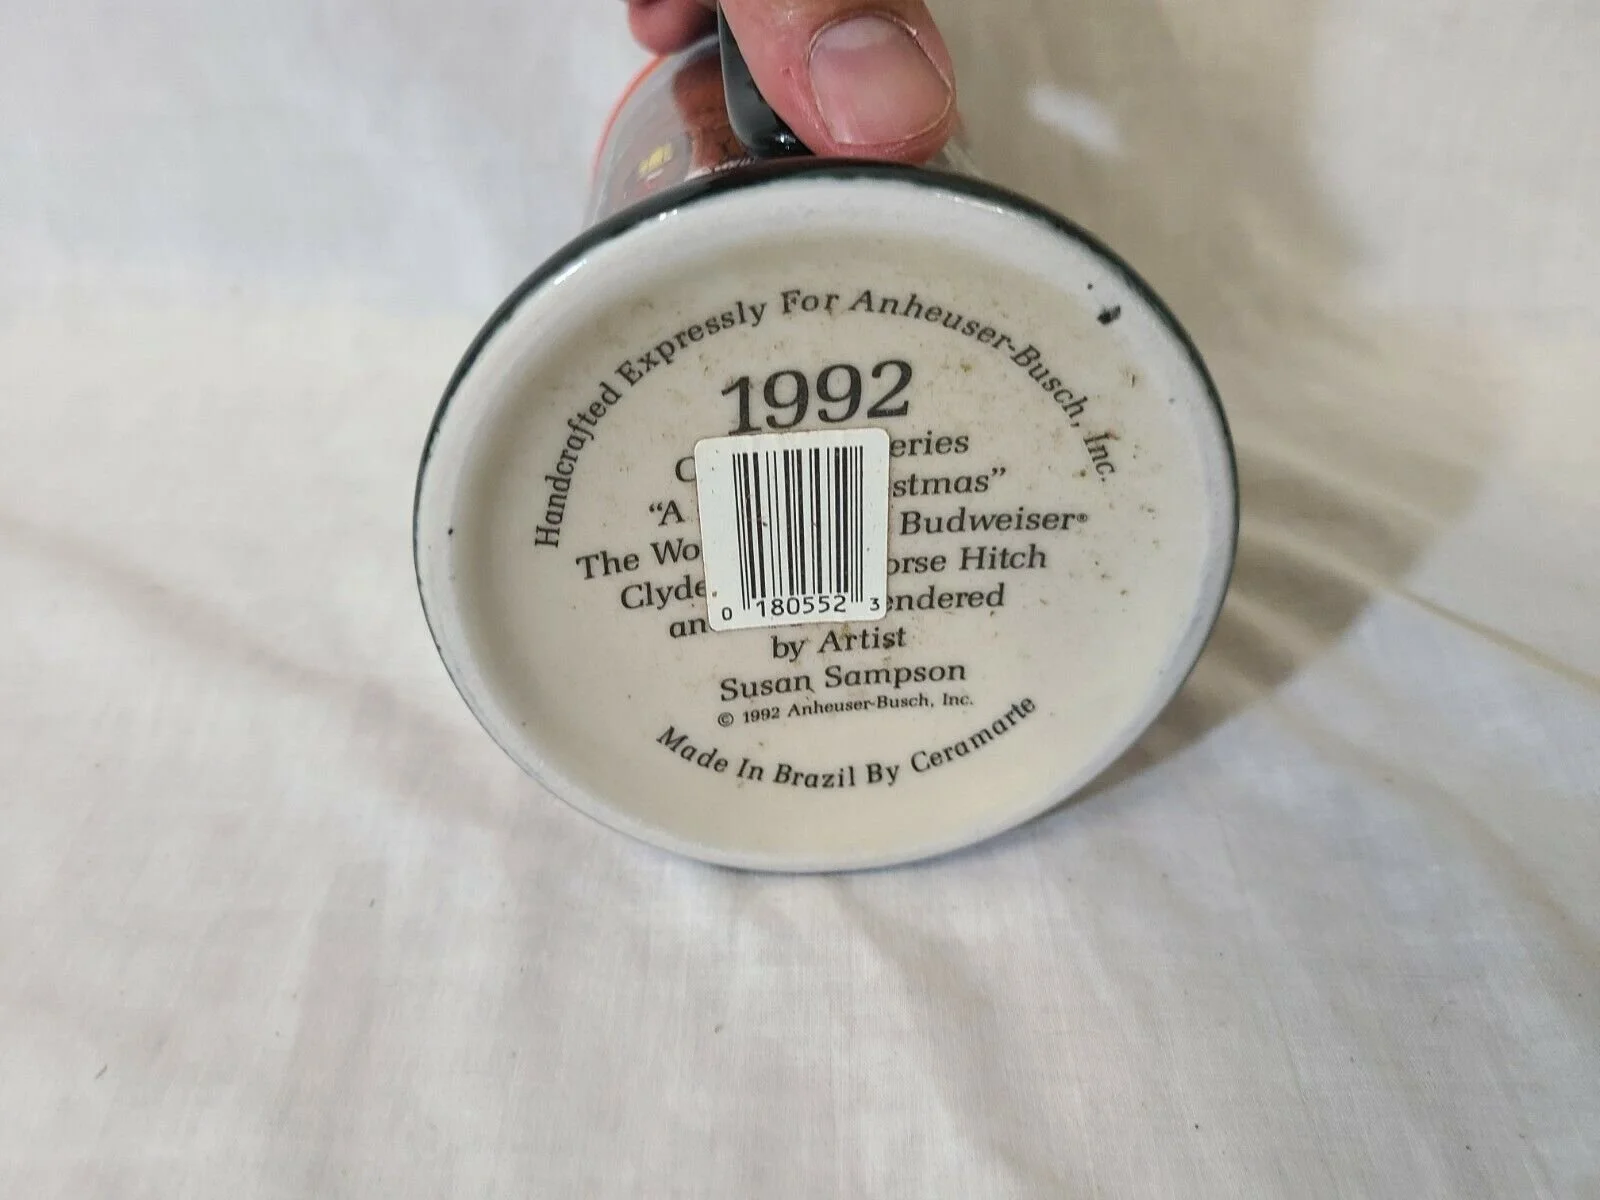 Handcrafted Expressly For Anheuser-Busch, Inc.
1992
C eries
“A stmas”
The Wo Budweiser®
Clyde orse Hitch
an endered
by Artist
Susan Sampson
© 1992 Anheuser-Busch, Inc.
Made In Brazil By Ceramarte
0 180552 3